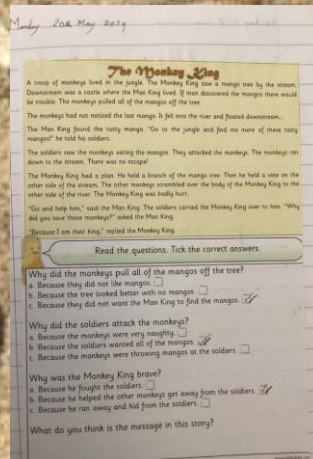 Monday 20th May 2024
The Monkey King
A troop of monkeys lived in the jungle. The Monkey King saw a mango tree by the stream.
Downstream was a castle where the Man King lived. If man discovered the mangos there would
be trouble. The monkeys pulled all of the mangos off the tree.
The monkeys had not noticed the last mango. It fell into the river and floated downstream...
The Man King found the tasty mango. "Go to the jungle and find me more of these tasty
mangos!" he told his soldiers.
The soldiers saw the monkeys eating the mangos. They attacked the monkeys. The monkeys ran
down to the stream. There was no escape!
The Monkey King had a plan. He held a branch of the mango tree. Then he held a vine on the
other side of the stream. The other monkeys scrambled over the body of the Monkey King to the
other side of the river. The Monkey King was badly hurt.
"Go and help him," said the Man King. The soldiers carried the Monkey King over to him. "Why
did you save those monkeys?" asked the Man King.
"Because I am their king," replied the Monkey King.
Read the questions. Tick the correct answers.
Why did the monkeys pull all of the mangos off the tree?
a. Because they did not like mangos.
b. Because the tree looked better with no mangos.
c. Because they did not want the Man King to find the mangos.
Why did the soldiers attack the monkeys?
a. Because the monkeys were very naughty.
b. Because the soldiers wanted all of the mangos.
c. Because the monkeys were throwing mangos at the soldiers.
Why was the Monkey King brave?
a. Because he fought the soldiers.
b. Because he helped the other monkeys get away from the soldiers.
c. Because he ran away and hid from the soldiers.
What do you think is the message in this story?